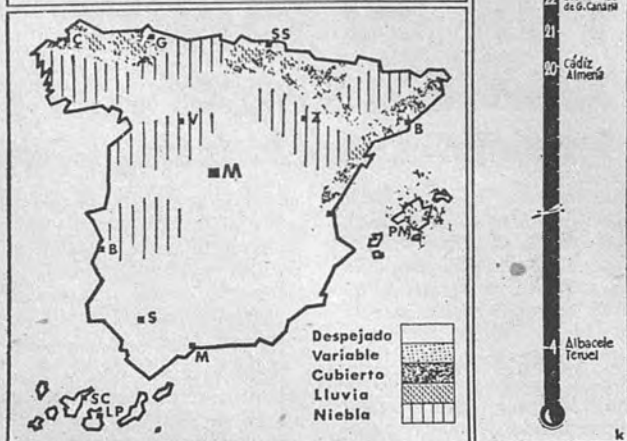 C
G
SS
V
Z
B
M
PM
B
S
M
SC
LP
Despejado
Variable
Cubierto
Lluvia
Niebla
22
de G. Canaria
21
20
Cádiz
Almería
4
Albacete
Teruel
k